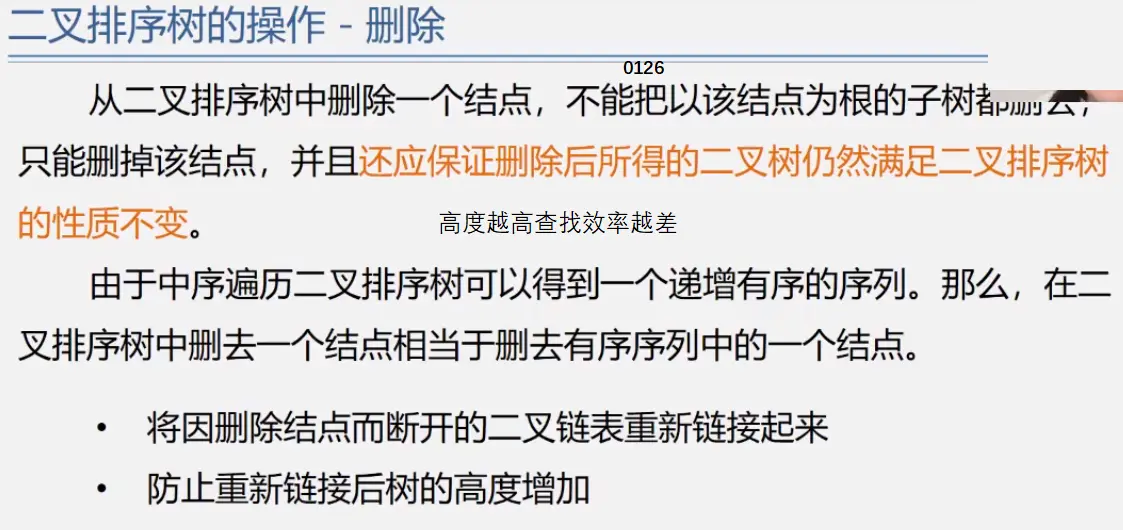 二叉排序树的操作 - 删除
0126
从二叉排序树中删除一个结点，不能把以该结点为根的子树都删去，
只能删掉该结点，并且还应保证删除后所得的二叉树仍然满足二叉排序树
的性质不变。
高度越高查找效率越差
由于中序遍历二叉排序树可以得到一个递增有序的序列。那么，在二
叉排序树中删去一个结点相当于删去有序序列中的一个结点。
• 将因删除结点而断开的二叉链表重新链接起来
• 防止重新链接后树的高度增加